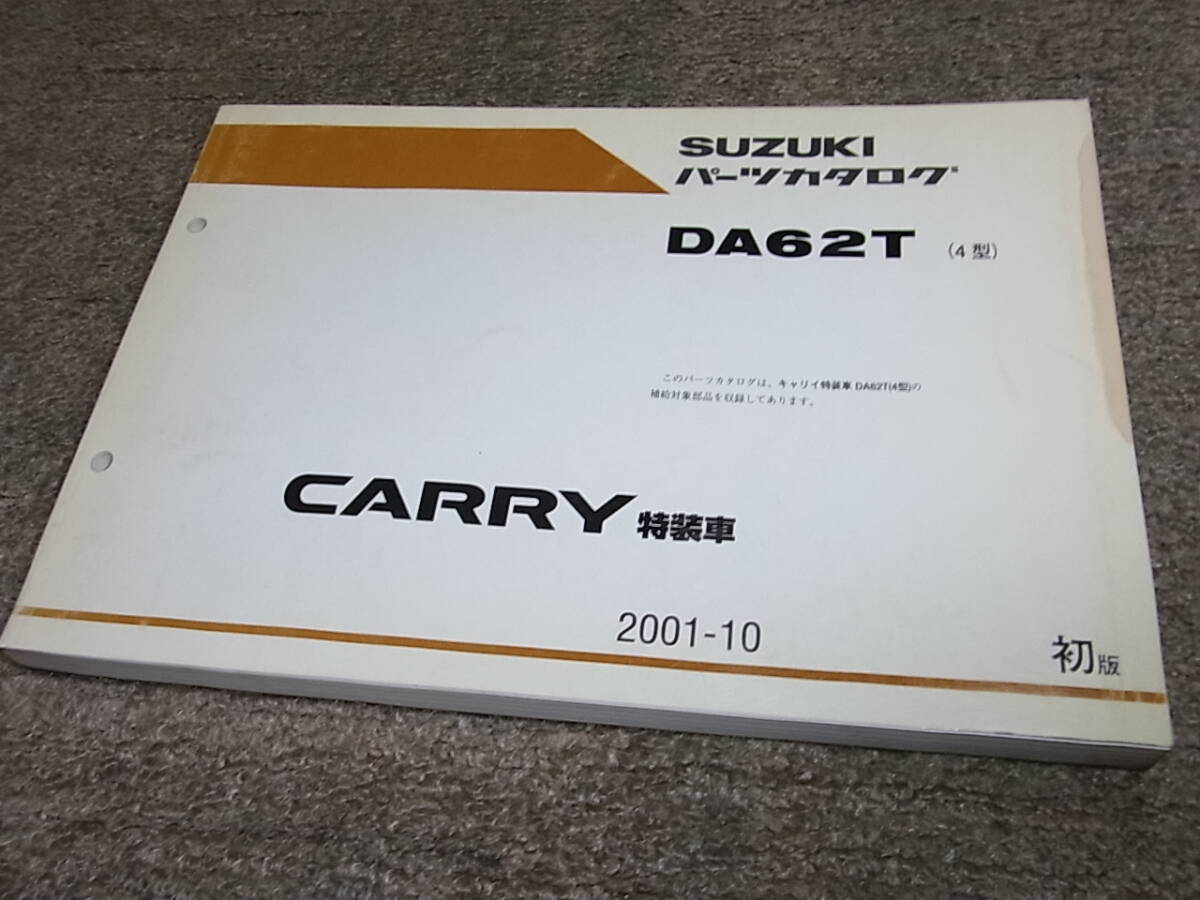 SUZUKI
パーツカタログ
DA62T (4型)
このパーツカタログは、キャリイ特装車 DA62T(4型)の
補給対象部品を収録してあります。
CARRY 特装車
2001-10
初版